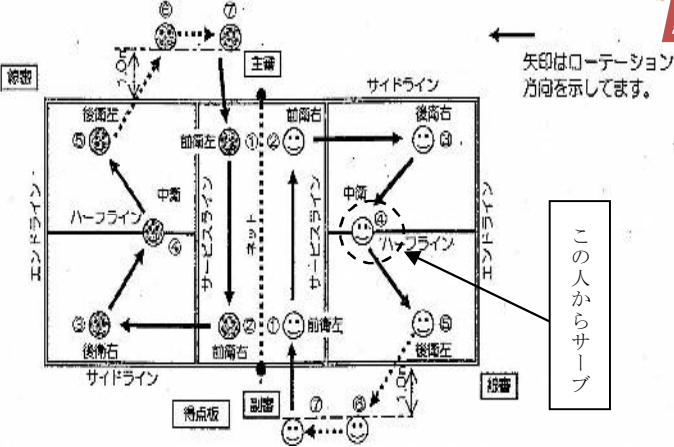 ⑥ ⑦
1.0m
主審
線審
矢印はローテーション
方向を示してます。
サイドライン
後衛左
⑤
前衛左
①
前衛右
②
後衛右
③
中衛
④
ハーフライン
エンドライン
サービスライン
ネット
サービスライン
中衛
④
ハーフライン
エンドライン
この人からサーブ
③
後衛右
②
前衛右
①
前衛左
⑤
後衛左
サイドライン
得点板
副審
⑦ ⑥
1.0m
線審